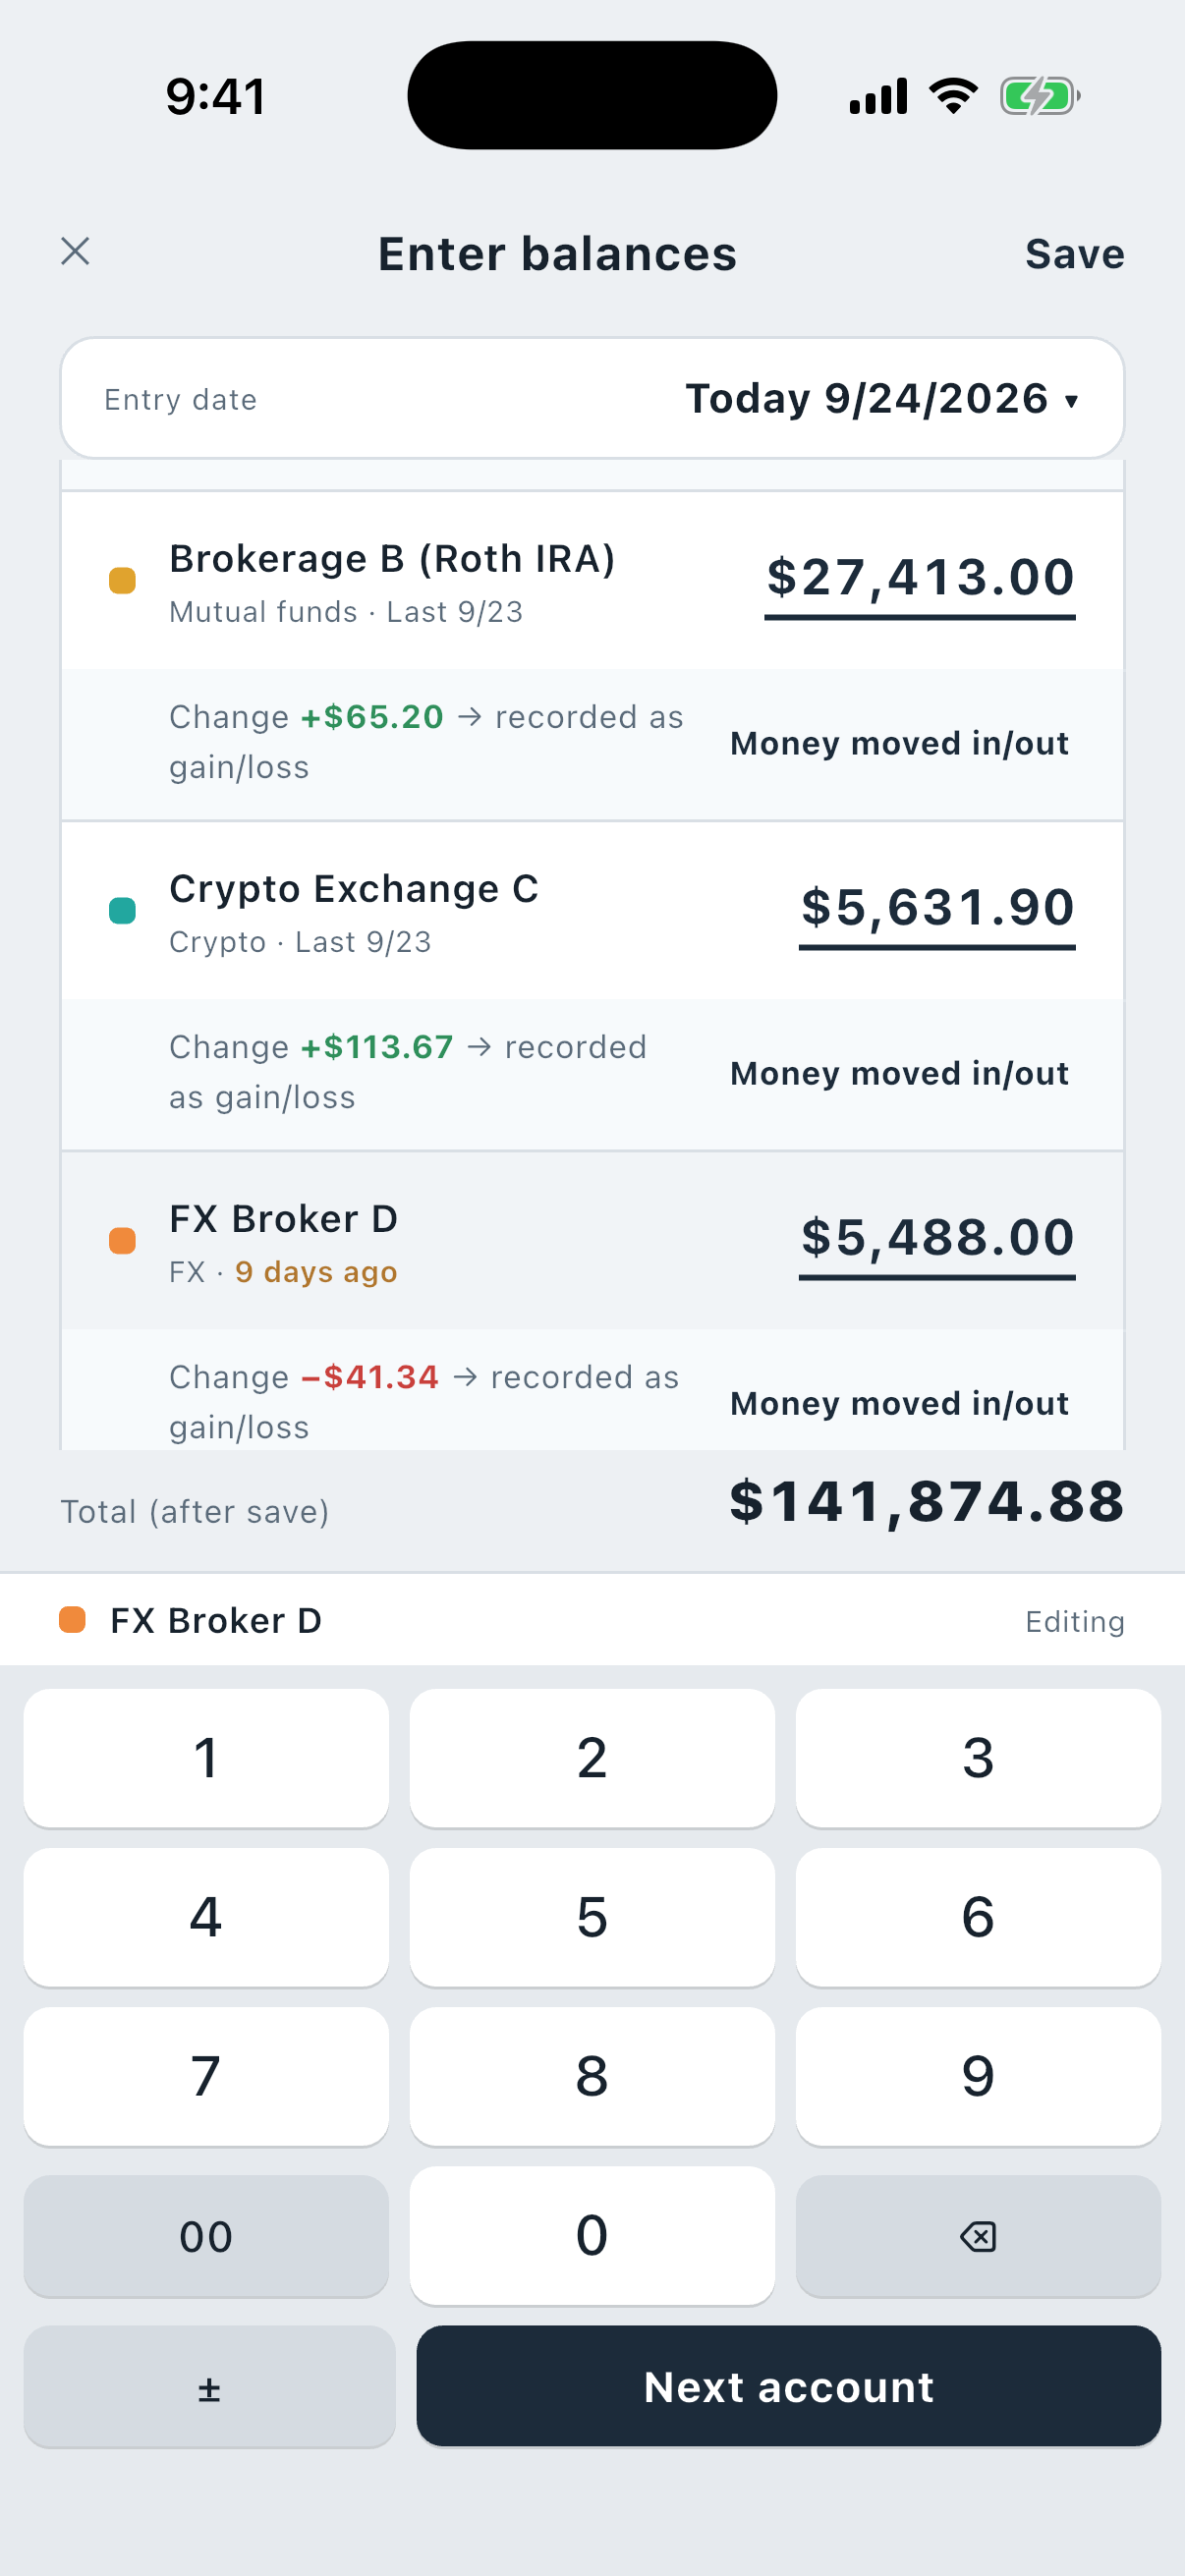 9:41
Enter balances
Save
Entry date
Today 9/24/2026 ▾
Brokerage B (Roth IRA)
Mutual funds · Last 9/23
$27,413.00
Change +$65.20 → recorded as
gain/loss
Money moved in/out
Crypto Exchange C
Crypto · Last 9/23
$5,631.90
Change +$113.67 → recorded
as gain/loss
Money moved in/out
FX Broker D
FX · 9 days ago
$5,488.00
Change −$41.34 → recorded as
gain/loss
Money moved in/out
Total (after save)
$141,874.88
FX Broker D
Editing
1
2
3
4
5
6
7
8
9
00
0
±
Next account